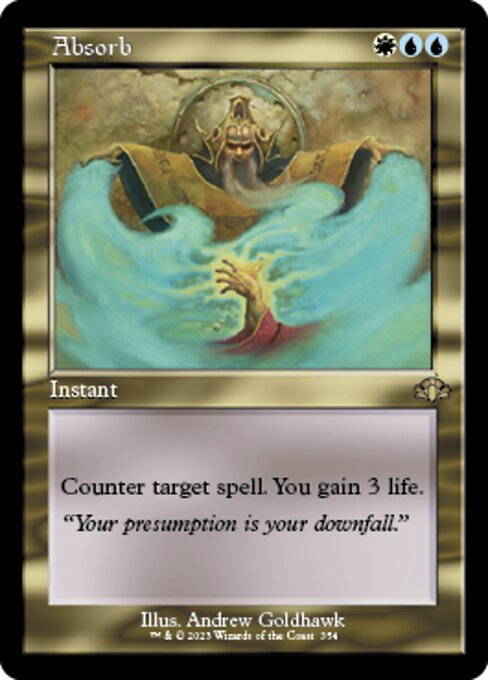 Absorb
Instant
Counter target spell. You gain 3 life.
“Your presumption is your downfall.”
Illus. Andrew Goldhawk
™ & © 2023 Wizards of the Coast 354